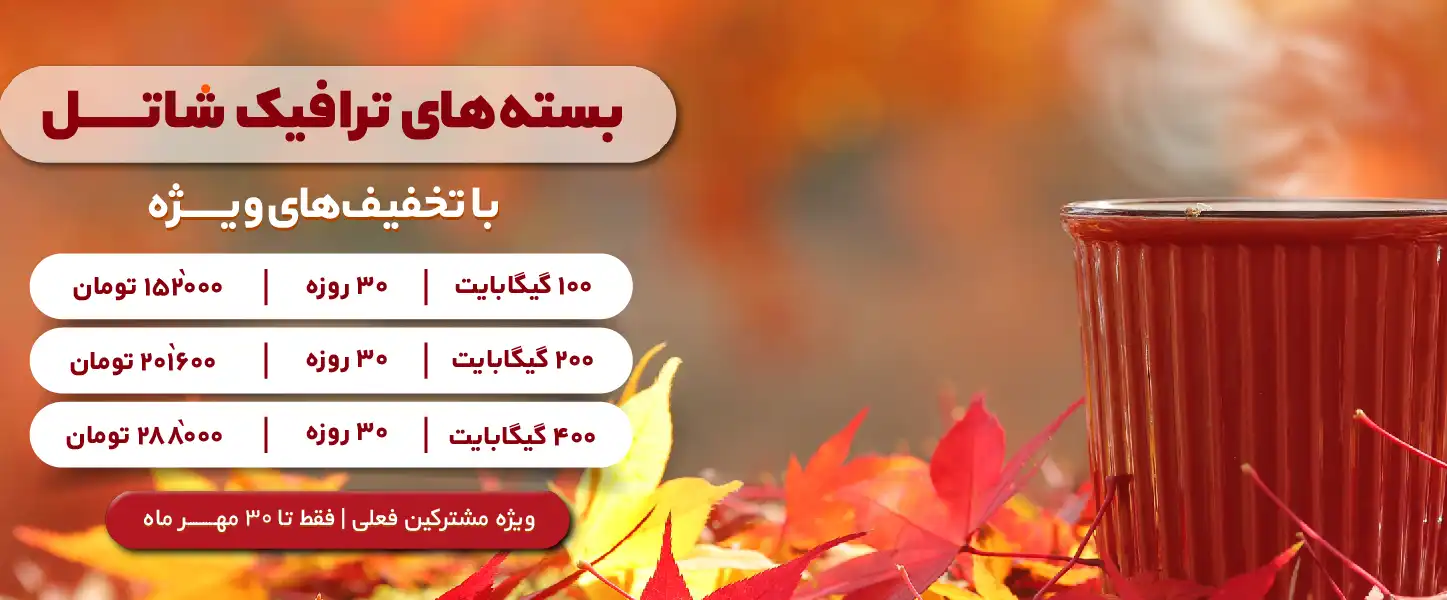 بسته‌های ترافیک شاتل
با تخفیف‌های ویژه
۱۰۰ گیگابایت | ۳۰ روزه | ۱۵۲٬۰۰۰ تومان
۲۰۰ گیگابایت | ۳۰ روزه | ۲۰۱٬۶۰۰ تومان
۴۰۰ گیگابایت | ۳۰ روزه | ۲۸۸٬۰۰۰ تومان
ویژه مشترکین فعلی | فقط تا ۳۰ مهر ماه